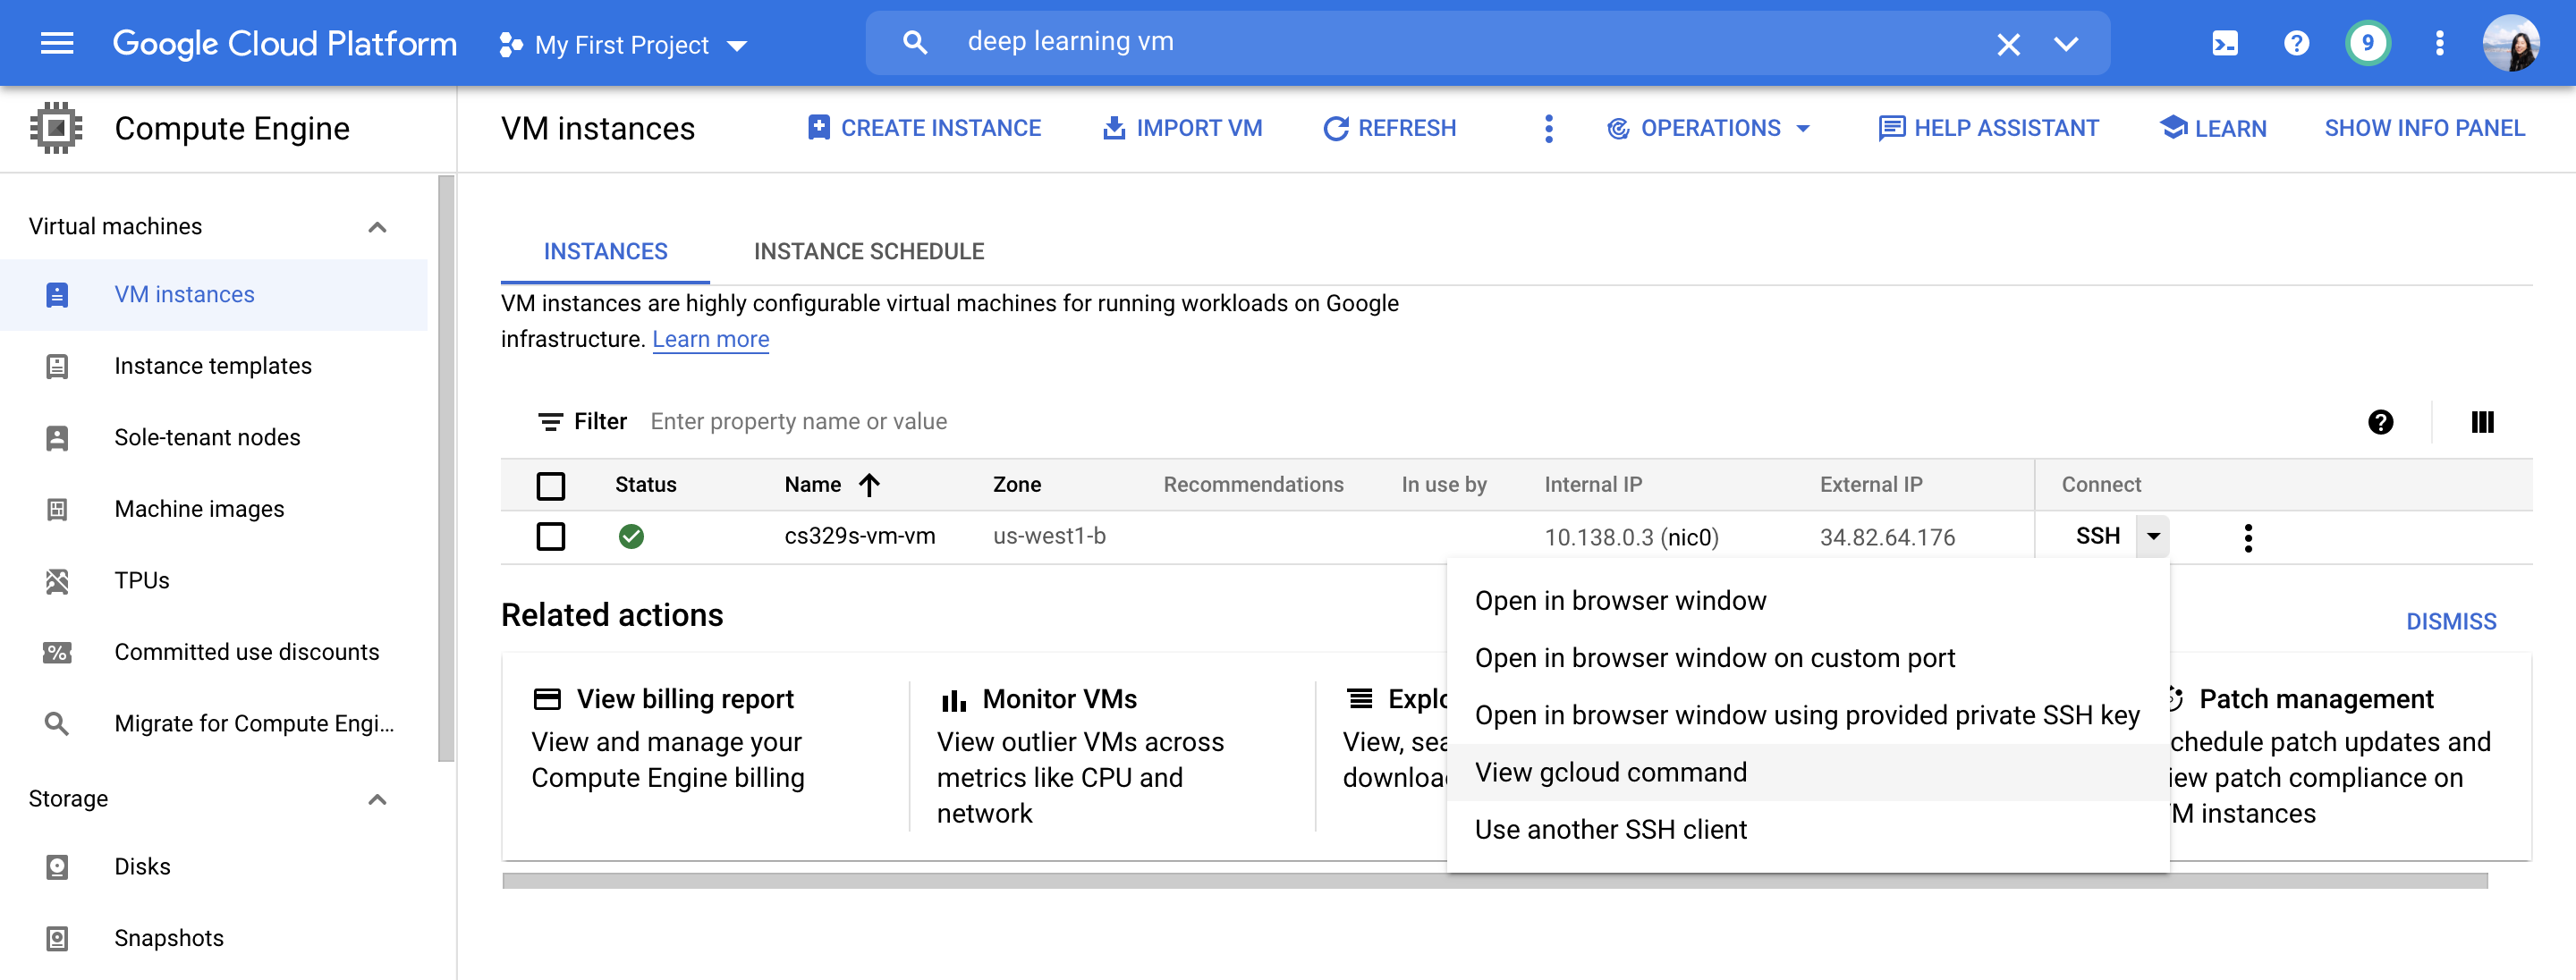 Google Cloud Platform
My First Project
deep learning vm
9
Compute Engine
VM instances
CREATE INSTANCE
IMPORT VM
REFRESH
OPERATIONS
HELP ASSISTANT
LEARN
SHOW INFO PANEL
Virtual machines
VM instances
Instance templates
Sole-tenant nodes
Machine images
TPUs
Committed use discounts
Migrate for Compute Engi...
Storage
Disks
Snapshots
INSTANCES
INSTANCE SCHEDULE
VM instances are highly configurable virtual machines for running workloads on Google
infrastructure. Learn more
Filter Enter property name or value
Status Name Zone Recommendations In use by Internal IP External IP Connect
cs329s-vm-vm us-west1-b 10.138.0.3 (nic0) 34.82.64.176 SSH
Open in browser window
Open in browser window on custom port
Open in browser window using provided private SSH key
View gcloud command
Use another SSH client
Related actions
DISMISS
View billing report
View and manage your
Compute Engine billing
Monitor VMs
View outlier VMs across
metrics like CPU and
network
View,
Patch management
patch updates and
patch compliance on
instances